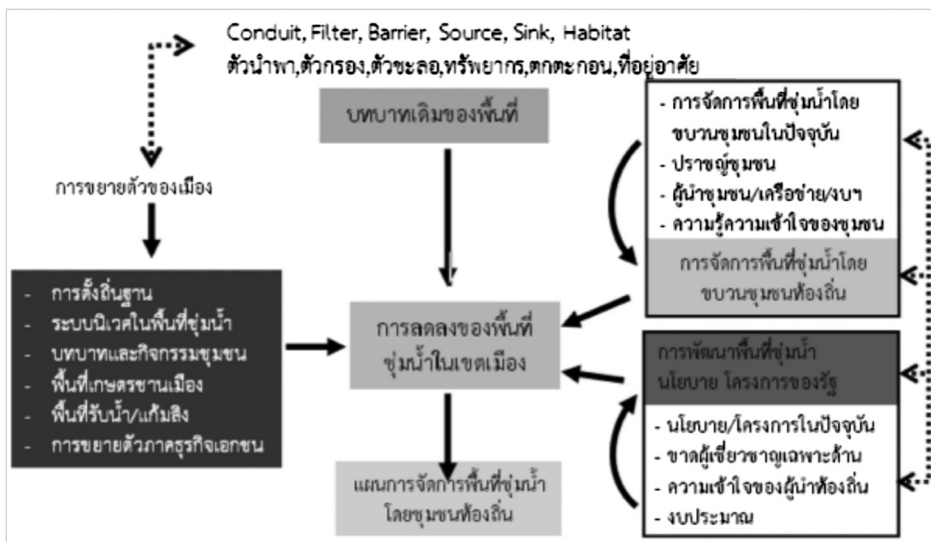 Conduit, Filter, Barrier, Source, Sink, Habitat
ตัวนำพา,ตัวกรอง,ตัวชะลอ,ทรัพยากร,ตกตะกอน,ที่อยู่อาศัย
บทบาทเดิมของพื้นที่
การขยายตัวของเมือง
- การตั้งถิ่นฐาน
- ระบบนิเวศในพื้นที่ชุ่มน้ำ
- บทบาทและกิจกรรมชุมชน
- พื้นที่เกษตรชานเมือง
- พื้นที่รับน้ำ/แก้มลิง
- การขยายตัวภาคธุรกิจเอกชน
การลดลงของพื้นที่
ชุ่มน้ำในเขตเมือง
แผนการจัดการพื้นที่ชุ่มน้ำ
โดยชุมชนท้องถิ่น
- การจัดการพื้นที่ชุ่มน้ำโดย
ขบวนชุมชนในปัจจุบัน
- ปราชญ์ชุมชน
- ผู้นำชุมชน/เครือข่าย/งบฯ
- ความรู้ความเข้าใจของชุมชน
การจัดการพื้นที่ชุ่มน้ำโดย
ขบวนชุมชนท้องถิ่น
การพัฒนาพื้นที่ชุ่มน้ำ
นโยบาย โครงการของรัฐ
- นโยบาย/โครงการในปัจจุบัน
- ขาดผู้เชี่ยวชาญเฉพาะด้าน
- ความเข้าใจของผู้นำท้องถิ่น
- งบประมาณ